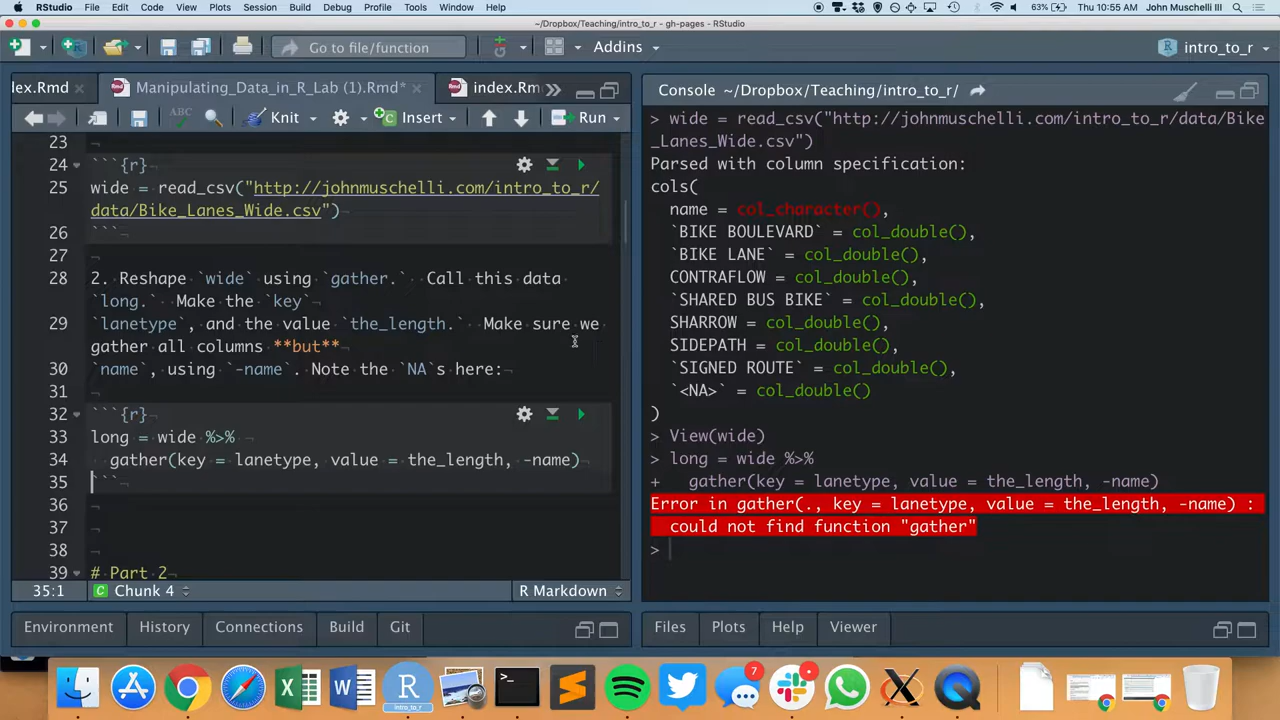 RStudio File Edit Code View Plots Session Build Debug Profile Tools Window Help 63% Thu 10:55 AM John Muschelli III
~/Dropbox/Teaching/intro_to_r - gh-pages - RStudio
Go to file/function Addins intro_to_r
dex.Rmd Manipulating_Data_in_R_Lab (1).Rmd* index.Rm
ABC Knit Insert Run
23
24 ```{r}
25 wide = read_csv("http://johnmuschelli.com/intro_to_r/
data/Bike_Lanes_Wide.csv")
26 ```
27
28 2. Reshape `wide` using `gather.` Call this data
`long.` Make the `key`
29 `lanetype`, and the value `the_length.` Make sure we
gather all columns **but**
30 `name`, using `-name`. Note the `NA`s here:
31
32 ```{r}
33 long = wide %>%
34 gather(key = lanetype, value = the_length, -name)
35 ```
36
37
38
39 # Part 2
35:1 C Chunk 4 R Markdown
Environment History Connections Build Git
Console ~/Dropbox/Teaching/intro_to_r/
> wide = read_csv("http://johnmuschelli.com/intro_to_r/data/Bike
_Lanes_Wide.csv")
Parsed with column specification:
cols(
name = col_character(),
`BIKE BOULEVARD` = col_double(),
`BIKE LANE` = col_double(),
CONTRAFLOW = col_double(),
`SHARED BUS BIKE` = col_double(),
SHARROW = col_double(),
SIDEPATH = col_double(),
`SIGNED ROUTE` = col_double(),
`<NA>` = col_double()
)
> View(wide)
> long = wide %>%
+ gather(key = lanetype, value = the_length, -name)
Error in gather(., key = lanetype, value = the_length, -name) :
could not find function "gather"
>
Files Plots Help Viewer
R
intro_to_r
7